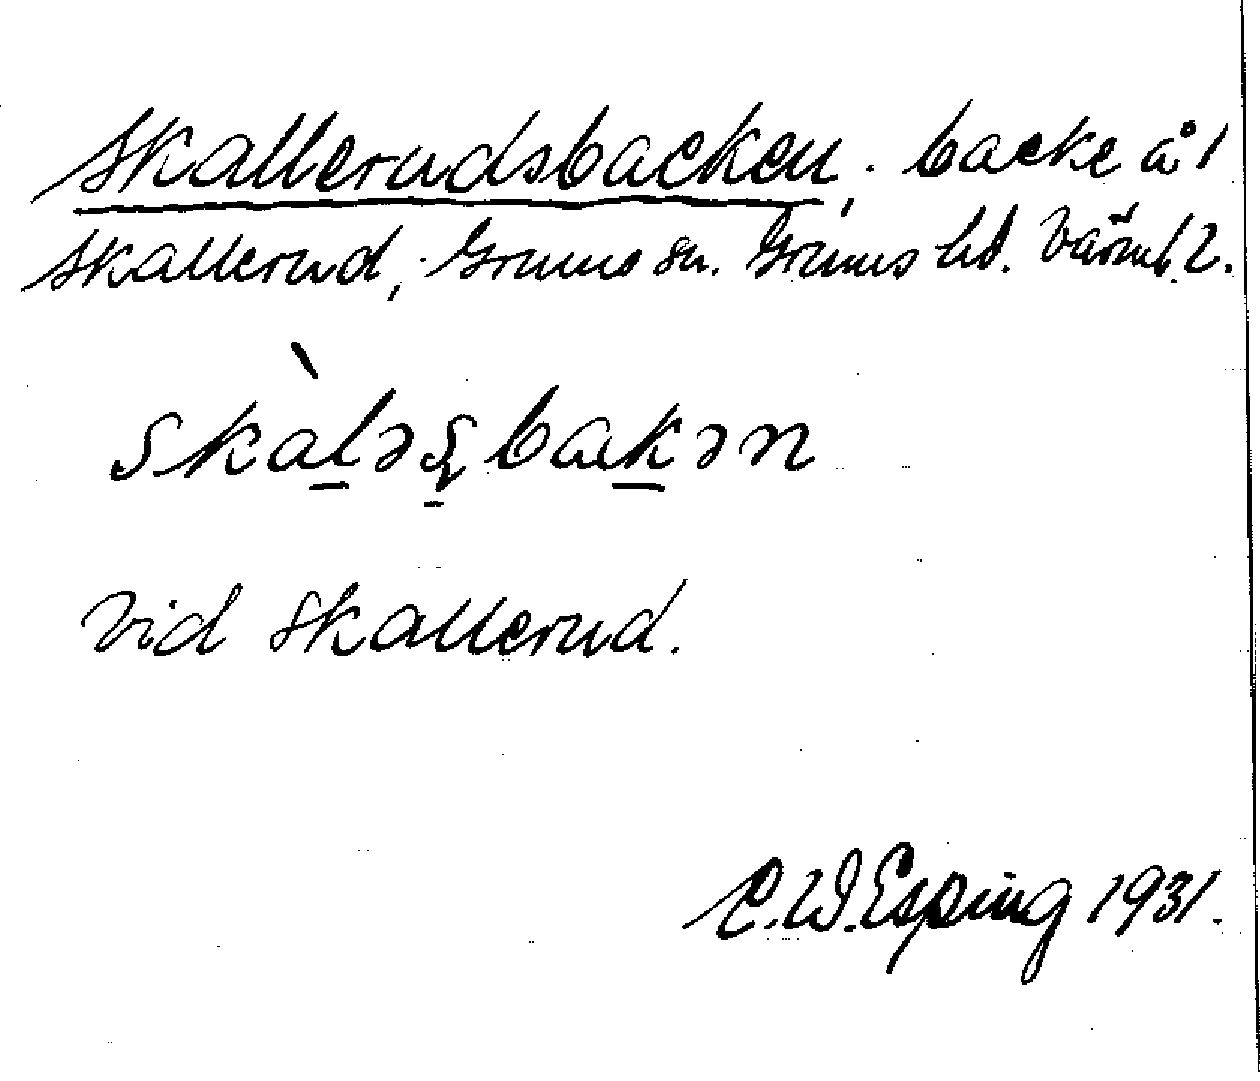 Skallerudsbacken, backe å 1
Skallerud, Grums sn. Grums hd. Värml.
skàləʂbakən
Vid Skallerud.
C.W.Esping 1931.